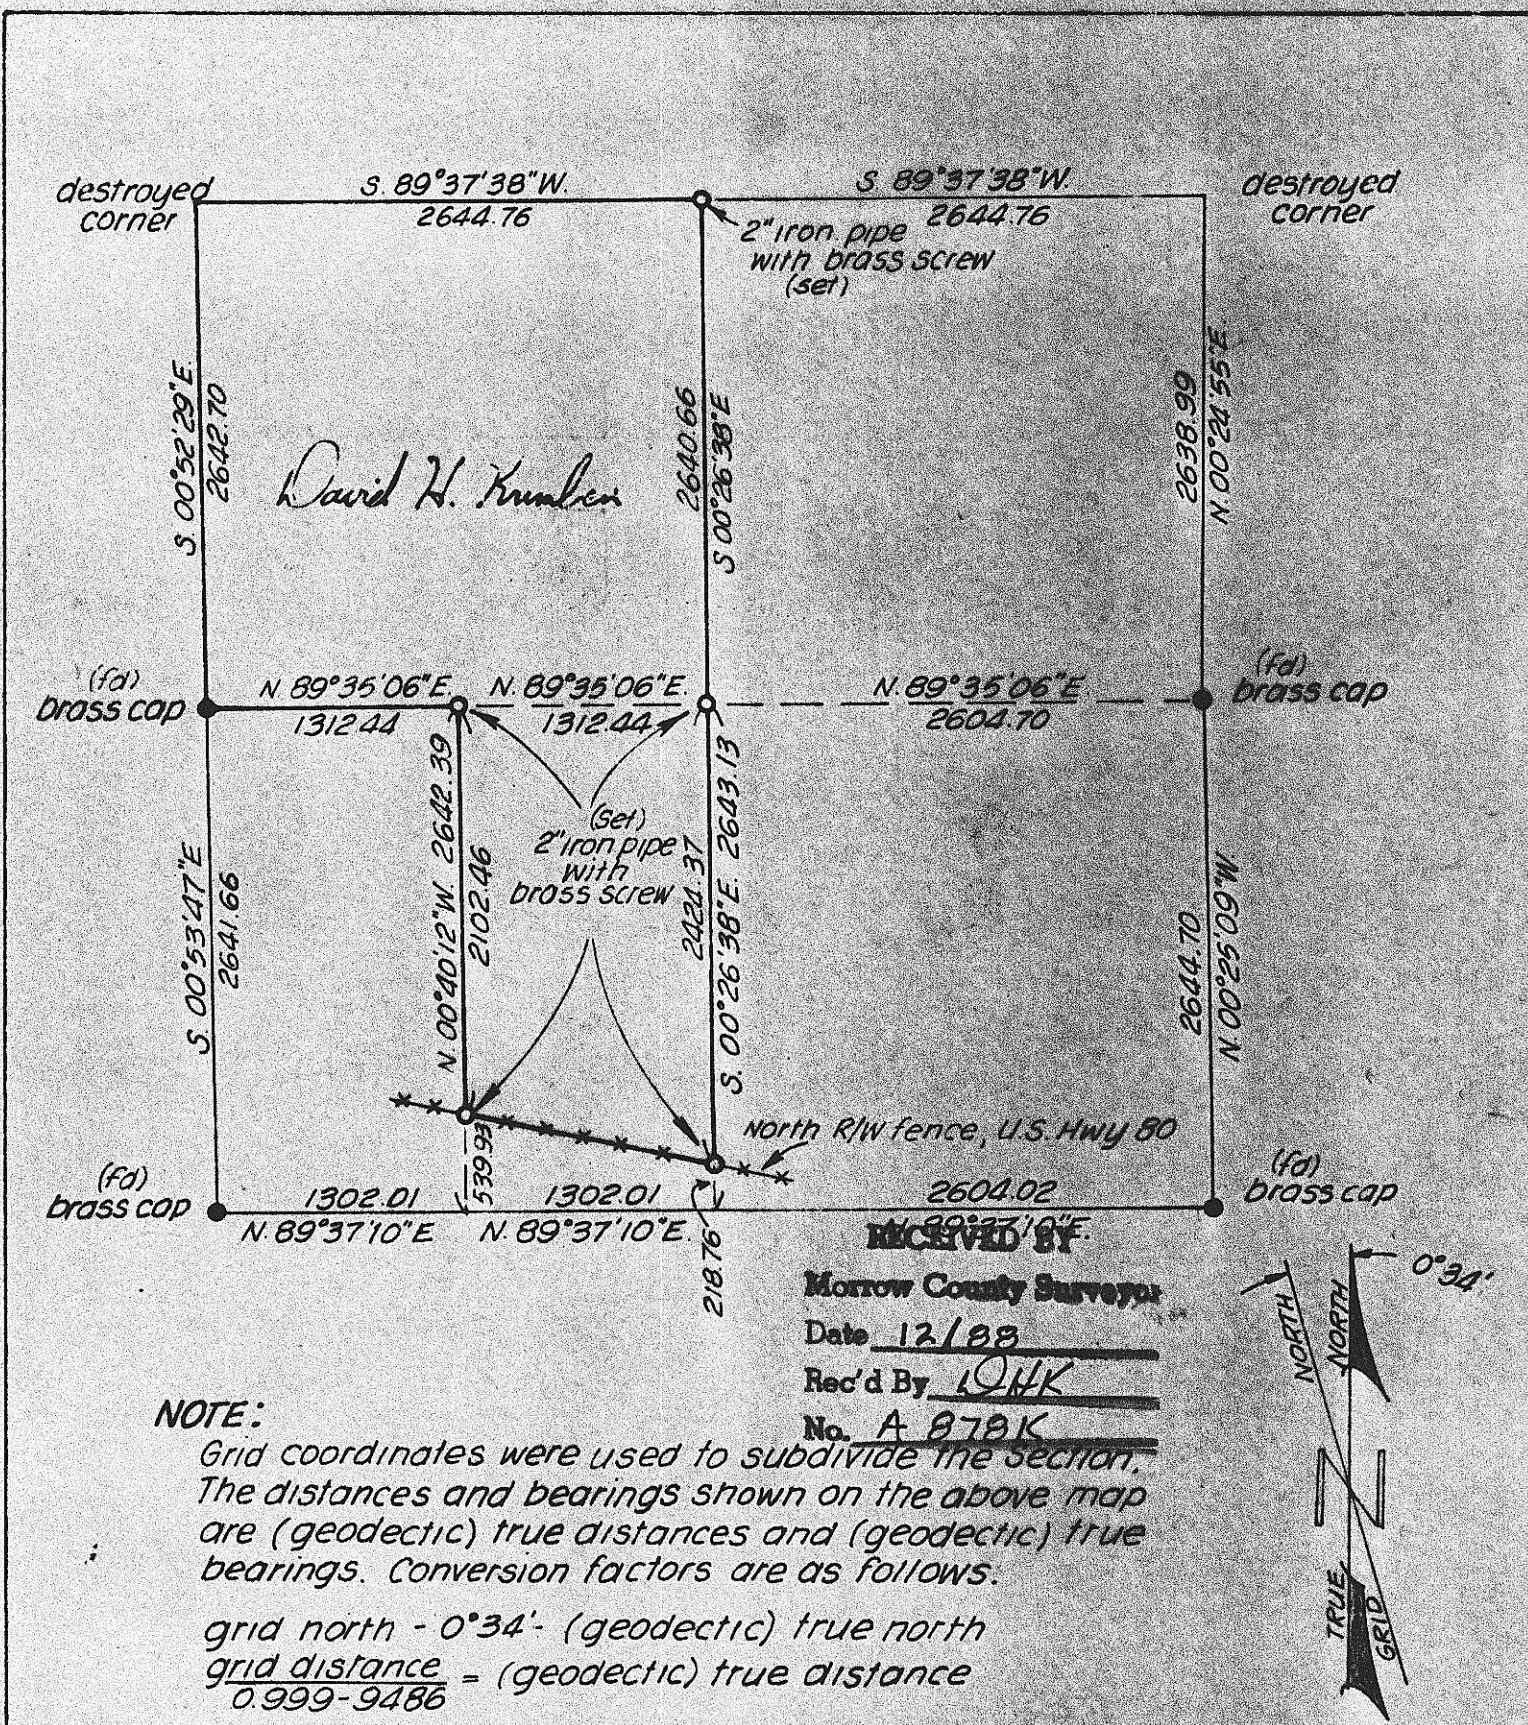 destroyed
corner
S. 89°37'38"W.
2644.76
S. 89°37'38"W.
2644.76
destroyed
corner
2" iron pipe
with brass screw
(set)
S. 00°52'29"E.
2642.70
David H. Krumbein
2640.66
S 00°26'38"E
2638.99
N. 00°24'55"E.
(fd)
brass cap
N. 89°35'06"E.
1312.44
N. 89°35'06"E.
1312.44
N. 89°35'06"E
2604.70
(fd)
brass cap
S. 00°53'47"E
2641.66
N. 00°40'12"W. 2642.39
2102.46
(Set)
2" iron pipe
with
brass screw
2424.37
S. 00°26'38"E. 2643.13
2644.70
N. 00°25'09"W.
North R/W fence, U.S. Hwy 80
(fd)
brass cap
1302.01
N. 89°37'10"E
539.93
1302.01
N. 89°37'10"E.
218.76
2604.02
N. 89°37'10"E.
(fd)
brass cap
RECEIVED BY
Morrow County Surveyor
Date 12/88
Rec'd By DHK
No. A 878K
0°34'
NORTH
NORTH
N
TRUE
GRID
NOTE:
Grid coordinates were used to subdivide the Section.
The distances and bearings shown on the above map
are (geodectic) true distances and (geodectic) true
bearings. Conversion factors are as follows:
grid north - 0°34' - (geodectic) true north
grid distance
0.999-9486 = (geodectic) true distance